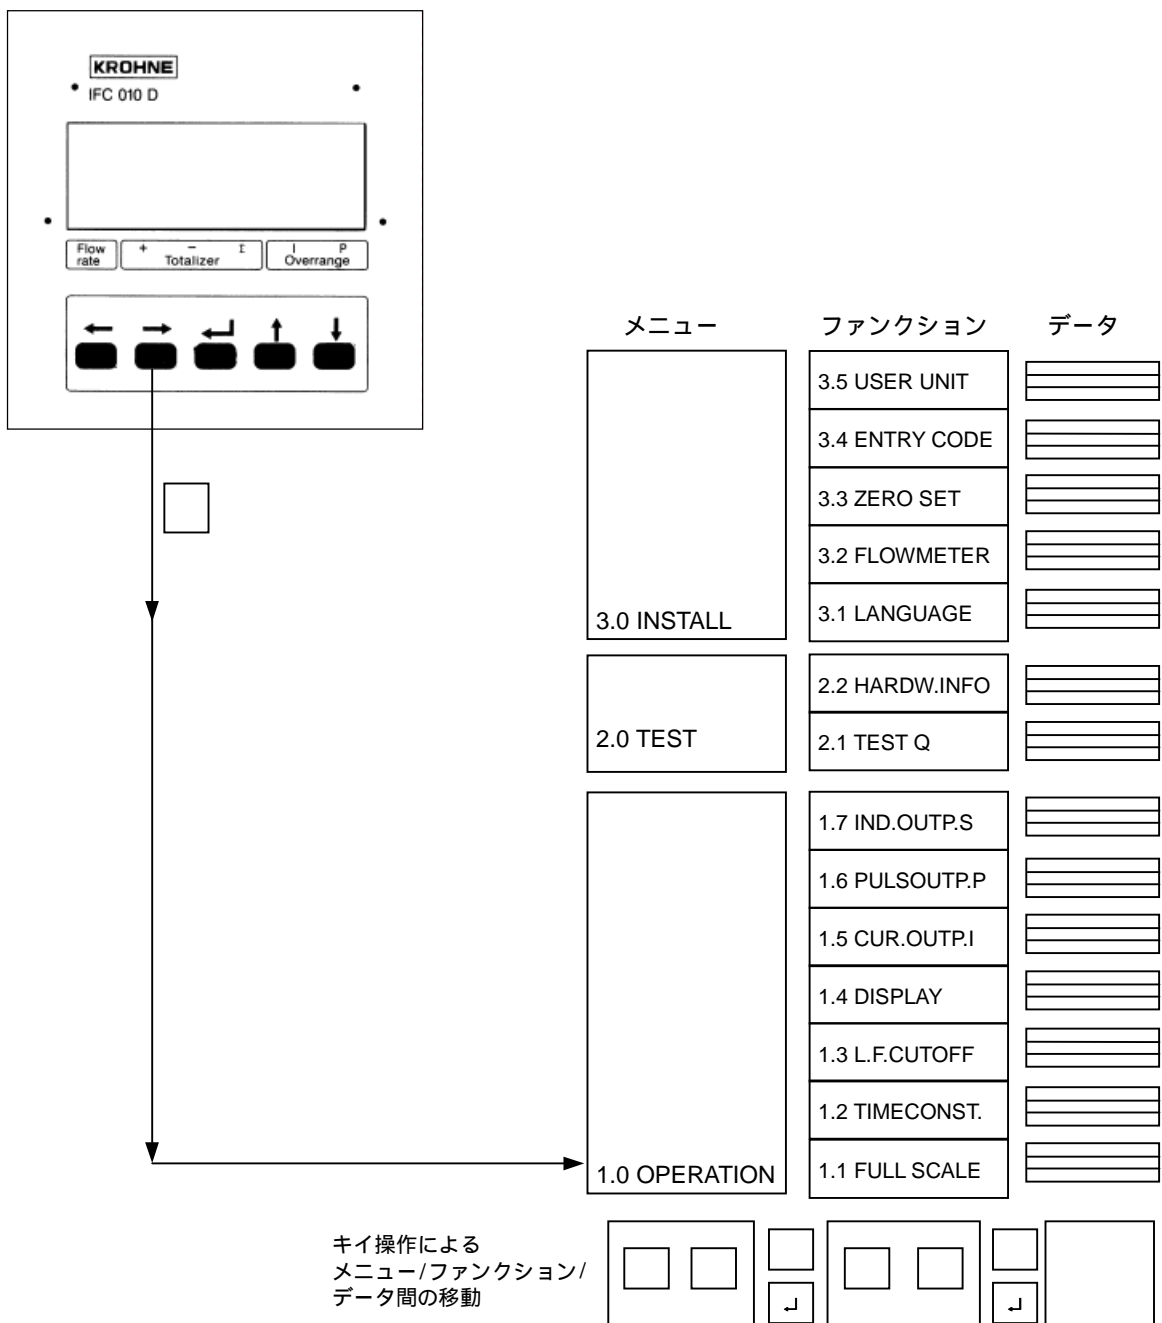 KROHNE
IFC 010 D
Flow rate
+ − Σ
Totalizer
I P
Overrange
← → ↵ ↑ ↓
メニュー ファンクション データ
3.5 USER UNIT
3.4 ENTRY CODE
3.3 ZERO SET
3.2 FLOWMETER
3.0 INSTALL 3.1 LANGUAGE
2.2 HARDW.INFO
2.0 TEST 2.1 TEST Q
1.7 IND.OUTP.S
1.6 PULSOUTP.P
1.5 CUR.OUTP.I
1.4 DISPLAY
1.3 L.F.CUTOFF
1.2 TIMECONST.
1.0 OPERATION 1.1 FULL SCALE
キイ操作による
メニュー/ファンクション/
データ間の移動
↵ ↵